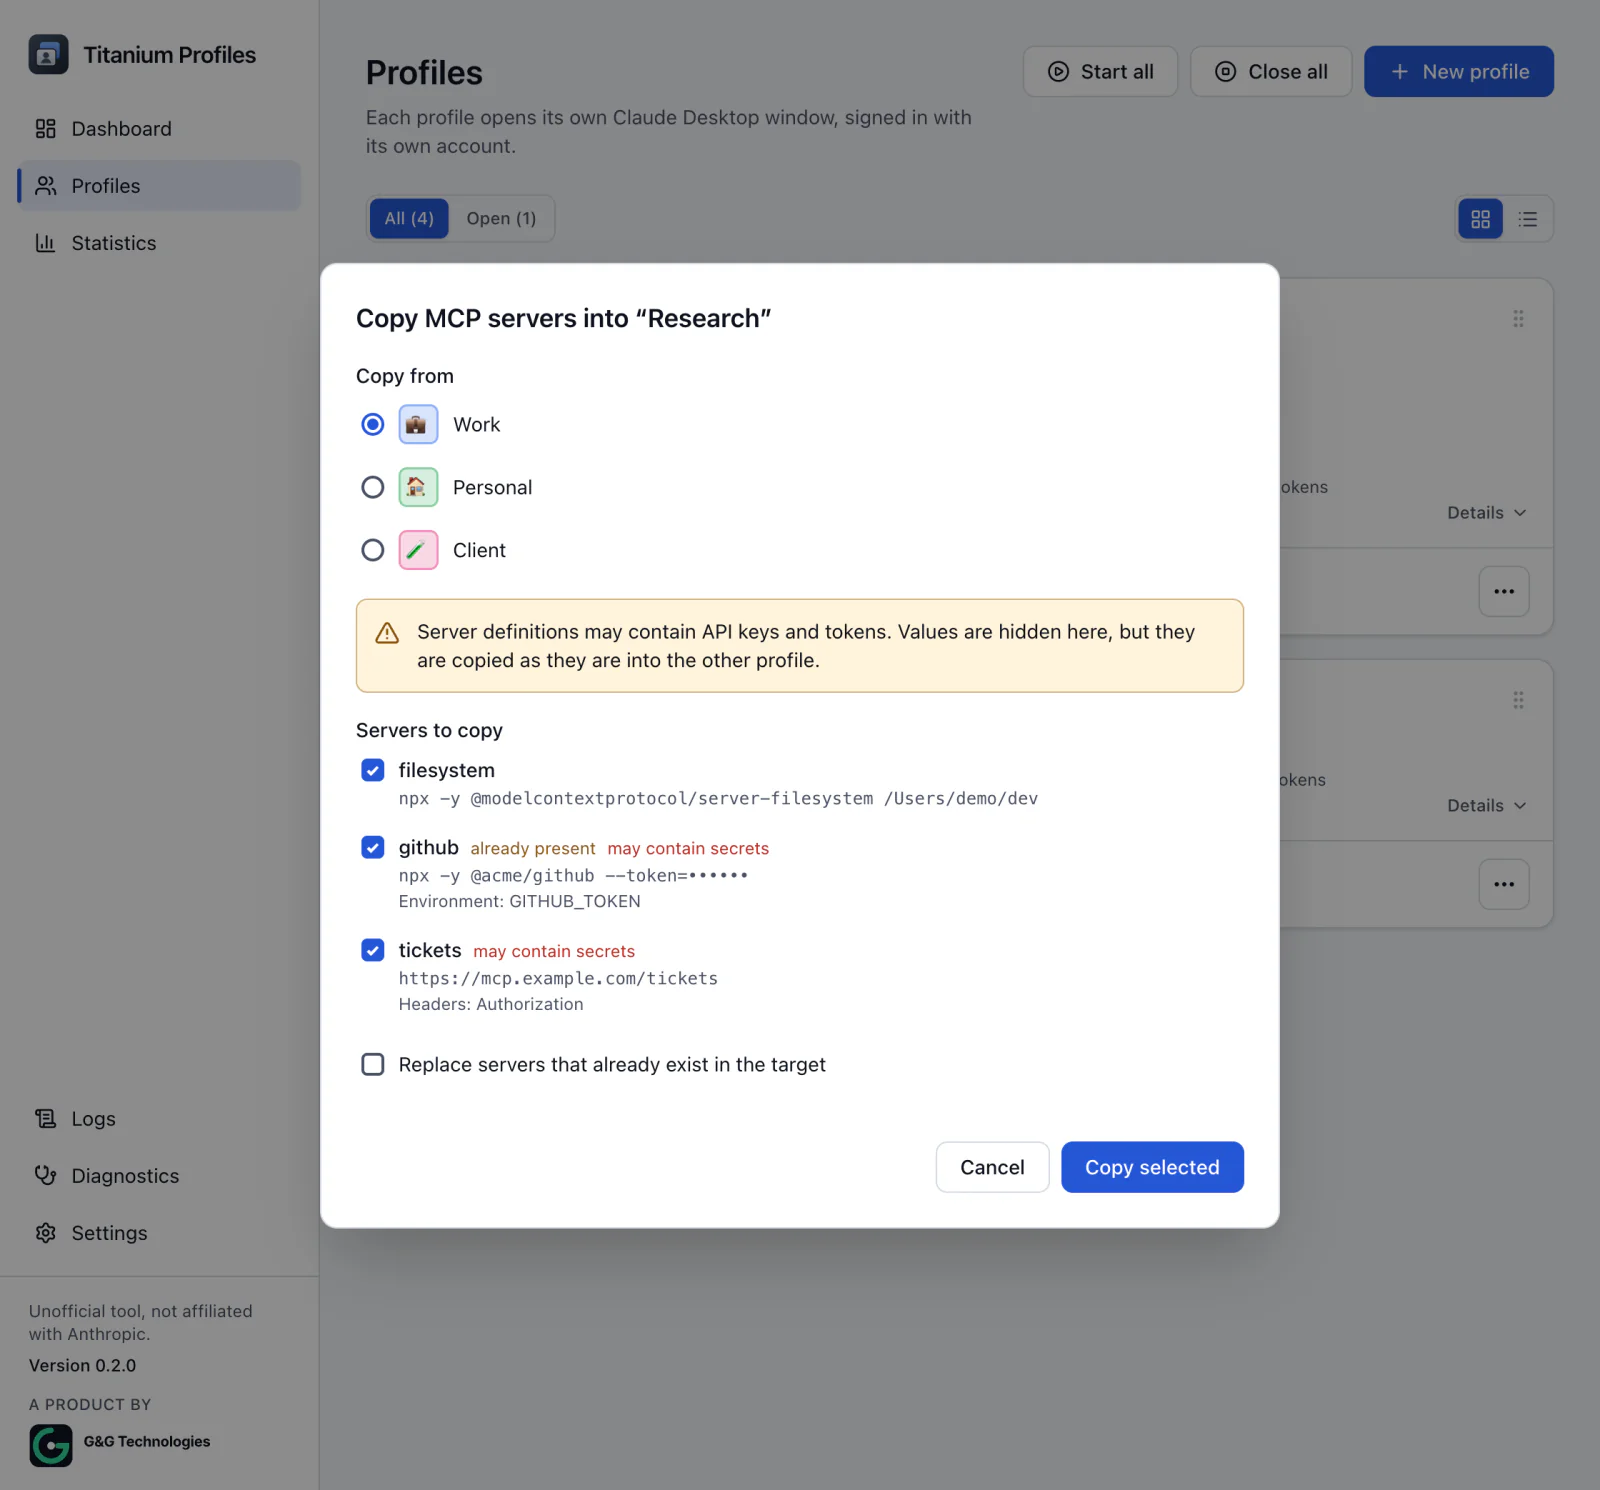 Titanium Profiles
Dashboard
Profiles
Statistics
Logs
Diagnostics
Settings
Unofficial tool, not affiliated
with Anthropic.
Version 0.2.0
A PRODUCT BY
G&G Technologies
Profiles
Each profile opens its own Claude Desktop window, signed in with
its own account.
Start all
Close all
New profile
All (4)
Open (1)
Copy MCP servers into “Research”
Copy from
Work
Personal
Client
Server definitions may contain API keys and tokens. Values are hidden here, but they
are copied as they are into the other profile.
Servers to copy
filesystem
npx -y @modelcontextprotocol/server-filesystem /Users/demo/dev
github already present may contain secrets
npx -y @acme/github --token=••••••
Environment: GITHUB_TOKEN
tickets may contain secrets
https://mcp.example.com/tickets
Headers: Authorization
Replace servers that already exist in the target
Cancel
Copy selected
okens
Details
okens
Details